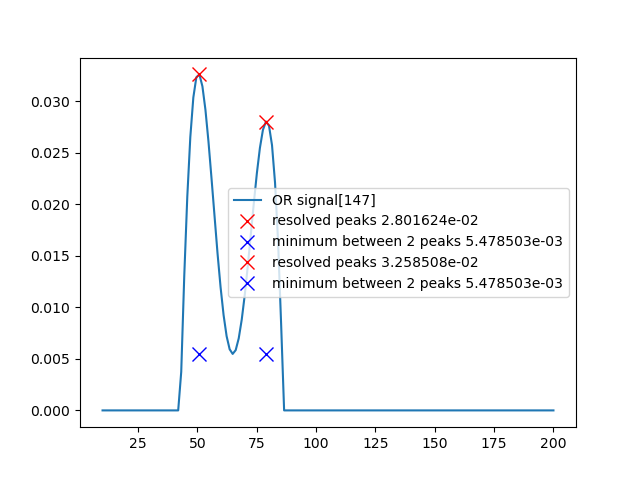 0.030
0.025
0.020
0.015
0.010
0.005
0.000
OR signal[147]
resolved peaks 2.801624e-02
minimum between 2 peaks 5.478503e-03
resolved peaks 3.258508e-02
minimum between 2 peaks 5.478503e-03
25 50 75 100 125 150 175 200